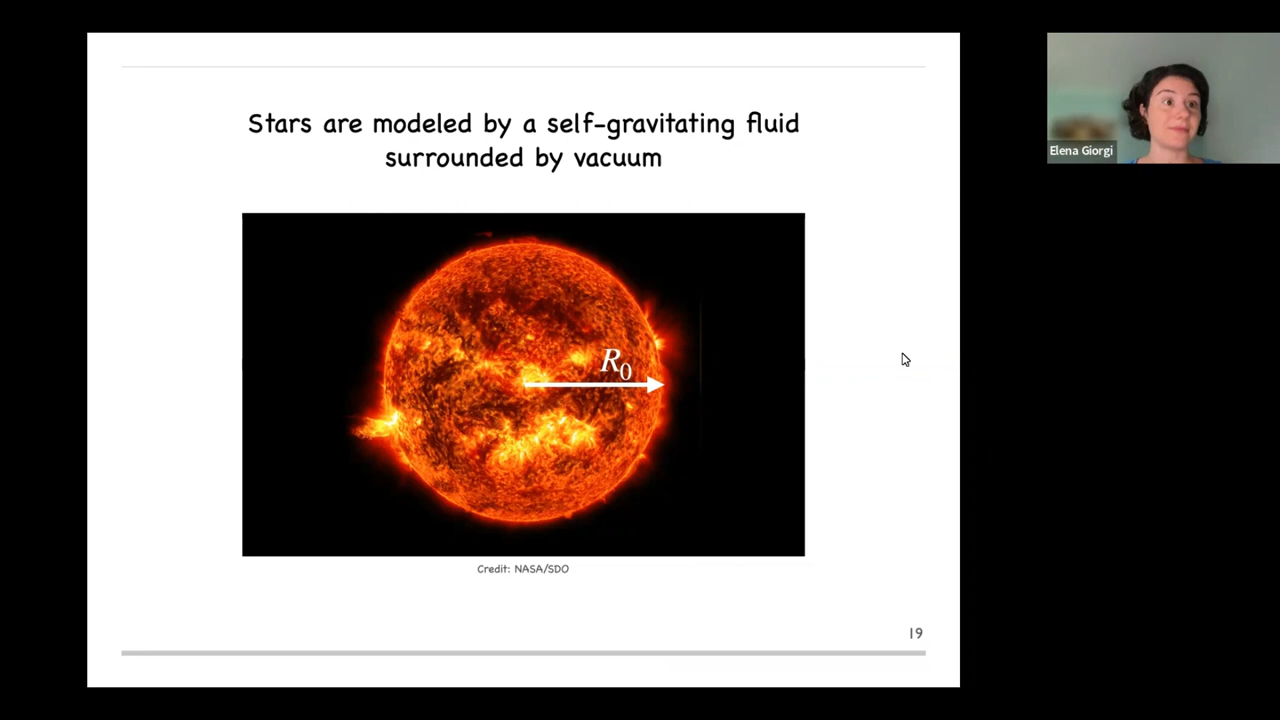 Stars are modeled by a self-gravitating fluid
surrounded by vacuum
R₀
Credit: NASA/SDO
19
Elena Giorgi